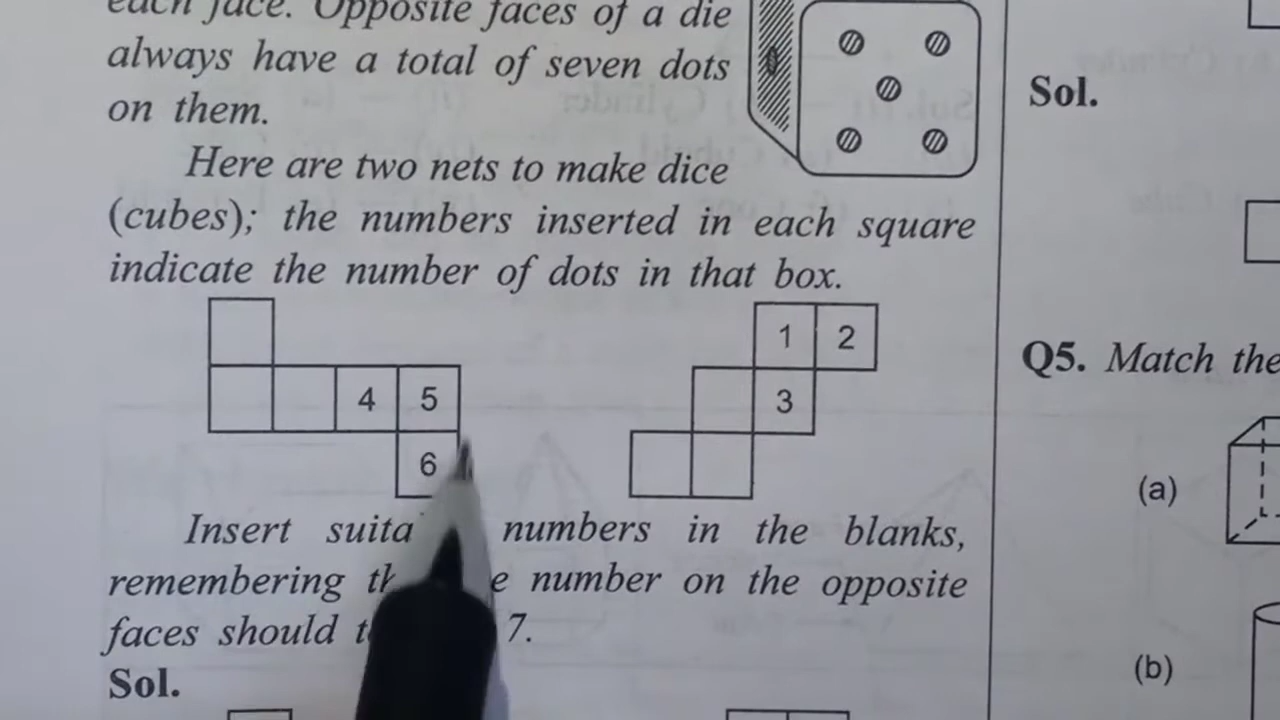 each face. Opposite faces of a die
always have a total of seven dots
on them.
Here are two nets to make dice
(cubes); the numbers inserted in each square
indicate the number of dots in that box.
4 5
6
1 2
3
Insert suita numbers in the blanks,
remembering th e number on the opposite
faces should t 7.
Sol.
Sol.
Q5. Match the
(a)
(b)